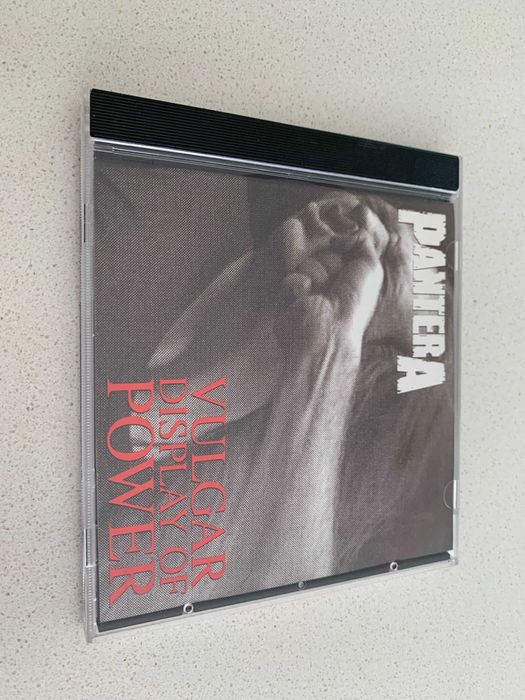 PANTERA
VULGAR
DISPLAY OF
POWER